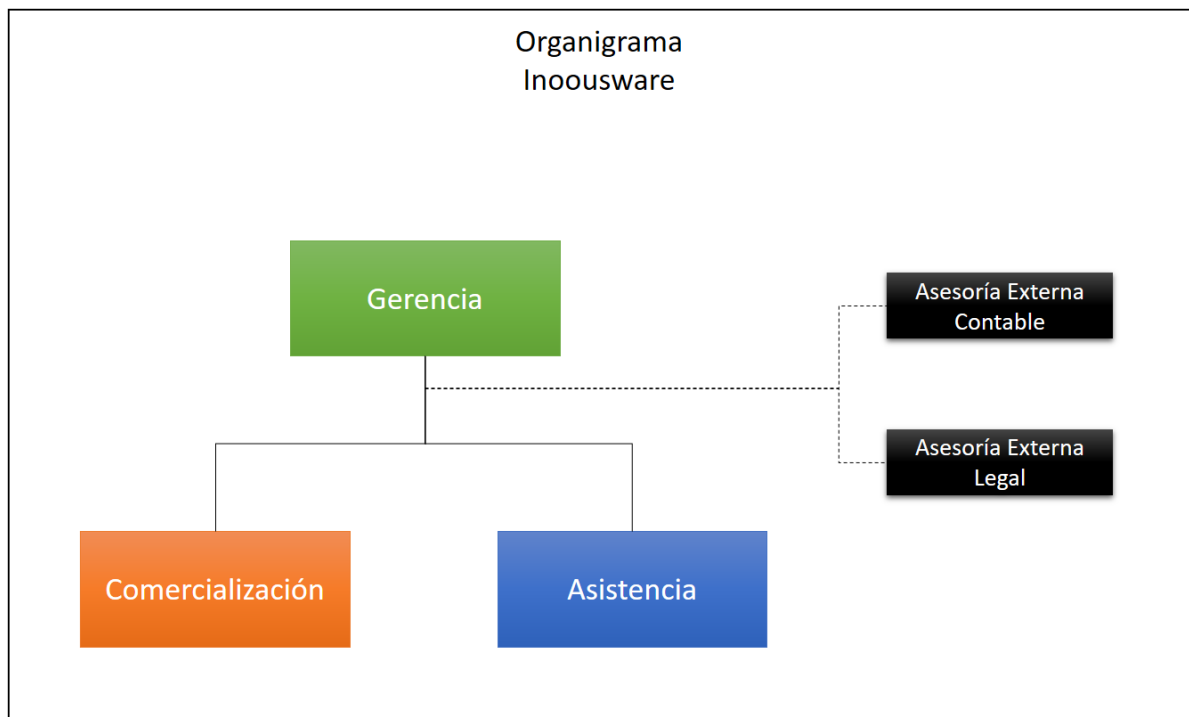 Organigrama
Inoousware
Gerencia
Asesoría Externa
Contable
Asesoría Externa
Legal
Comercialización
Asistencia